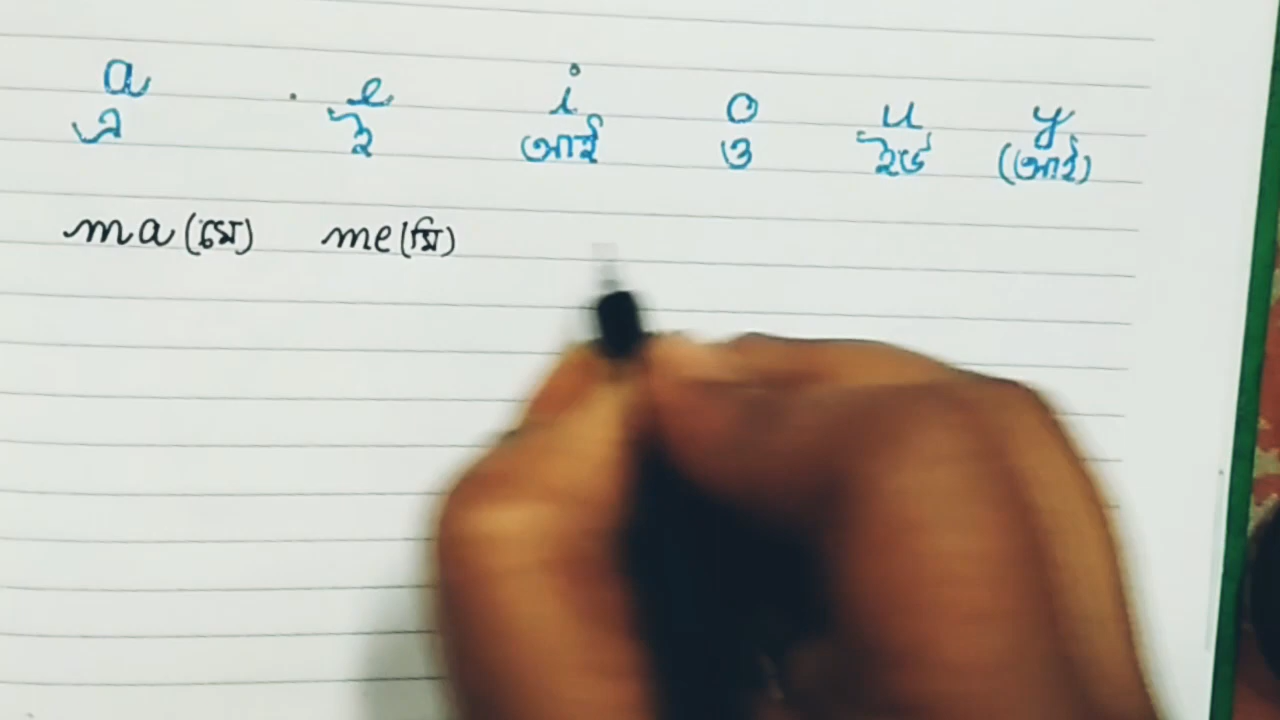 a e i o u y
এ ই আই ও ইউ (আই)
ma (মে) me (মি)